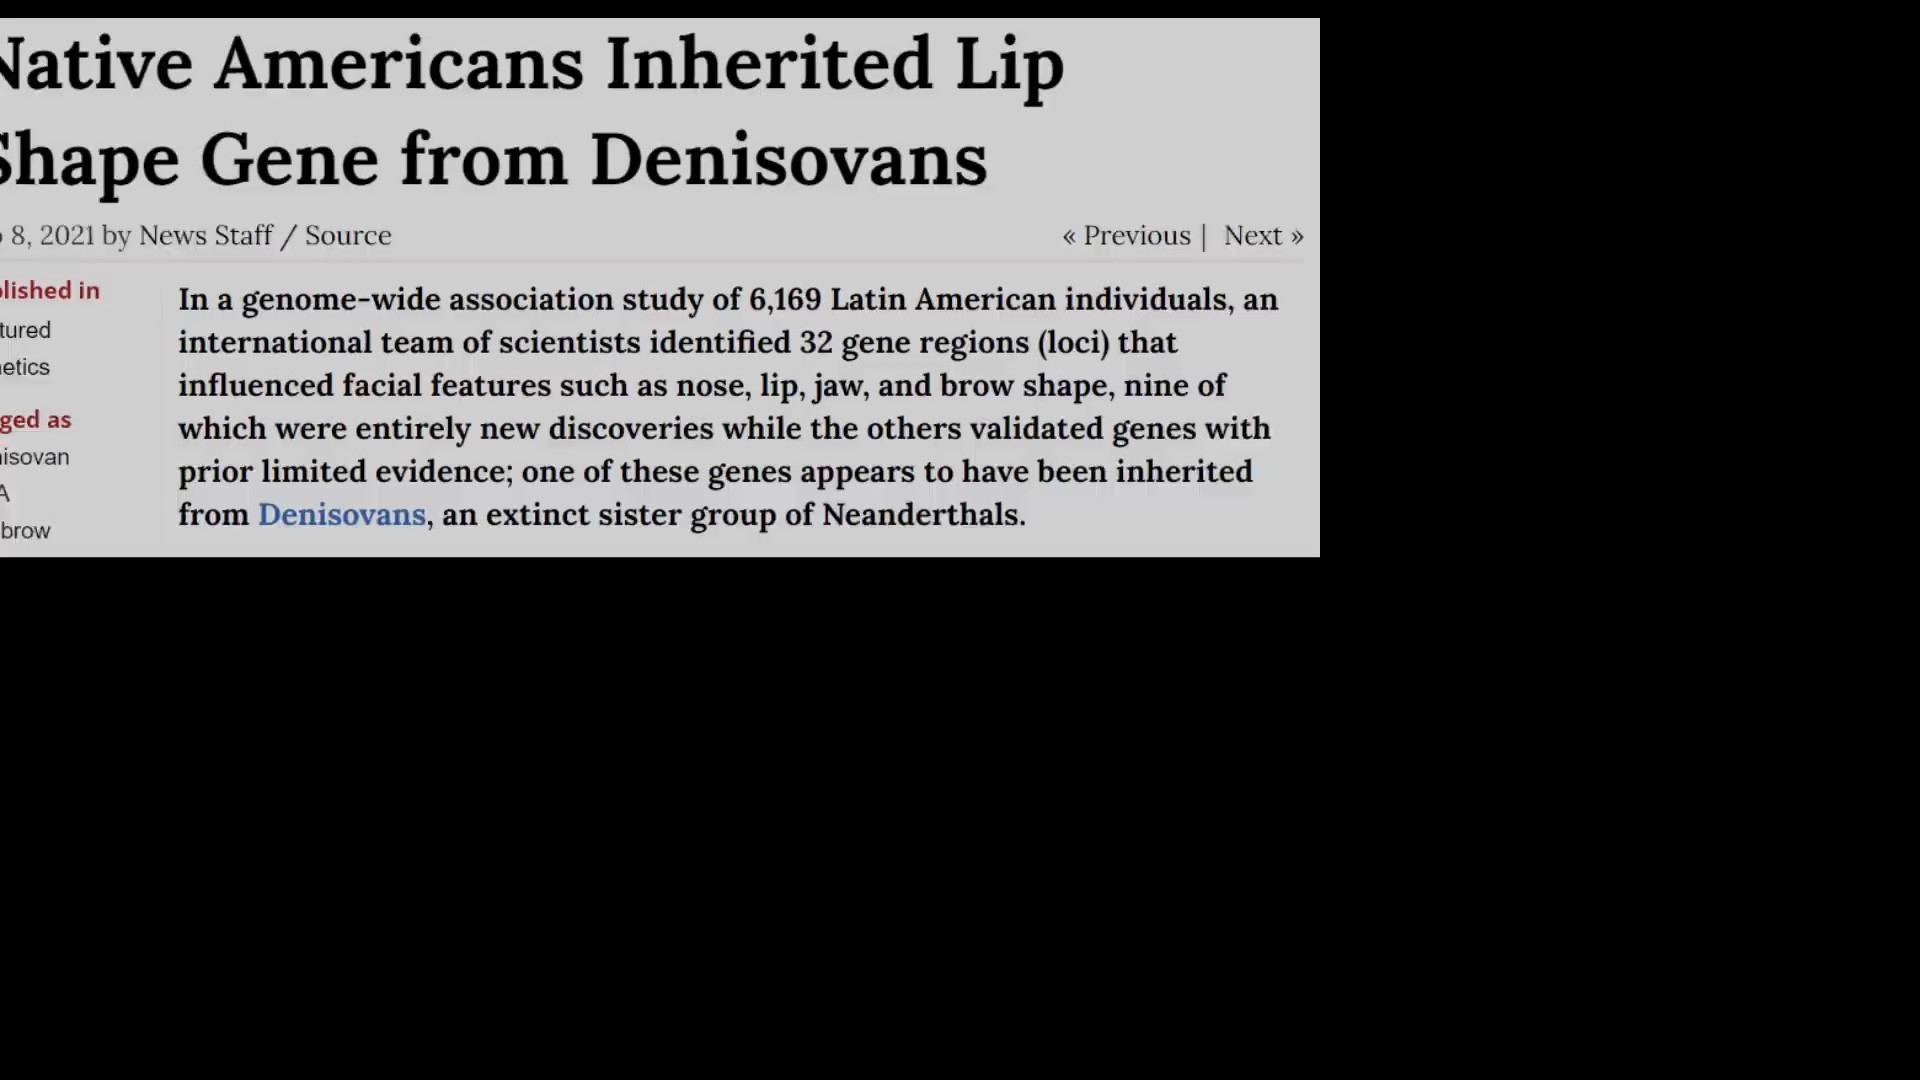 Native Americans Inherited Lip
Shape Gene from Denisovans
8, 2021 by News Staff / Source
« Previous | Next »
lished in
tured
etics
ged as
isovan
A
brow
In a genome-wide association study of 6,169 Latin American individuals, an
international team of scientists identified 32 gene regions (loci) that
influenced facial features such as nose, lip, jaw, and brow shape, nine of
which were entirely new discoveries while the others validated genes with
prior limited evidence; one of these genes appears to have been inherited
from Denisovans, an extinct sister group of Neanderthals.